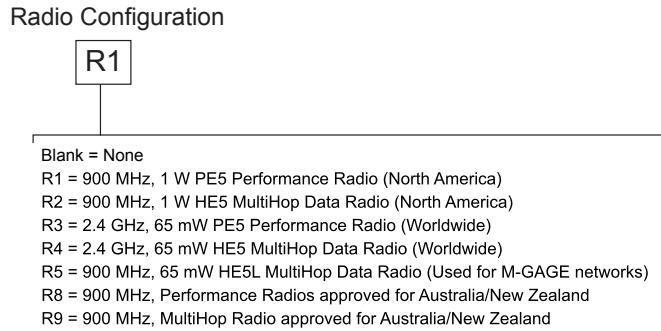 Radio Configuration
R1
Blank = None
R1 = 900 MHz, 1 W PE5 Performance Radio (North America)
R2 = 900 MHz, 1 W HE5 MultiHop Data Radio (North America)
R3 = 2.4 GHz, 65 mW PE5 Performance Radio (Worldwide)
R4 = 2.4 GHz, 65 mW HE5 MultiHop Data Radio (Worldwide)
R5 = 900 MHz, 65 mW HE5L MultiHop Data Radio (Used for M-GAGE networks)
R8 = 900 MHz, Performance Radios approved for Australia/New Zealand
R9 = 900 MHz, MultiHop Radio approved for Australia/New Zealand